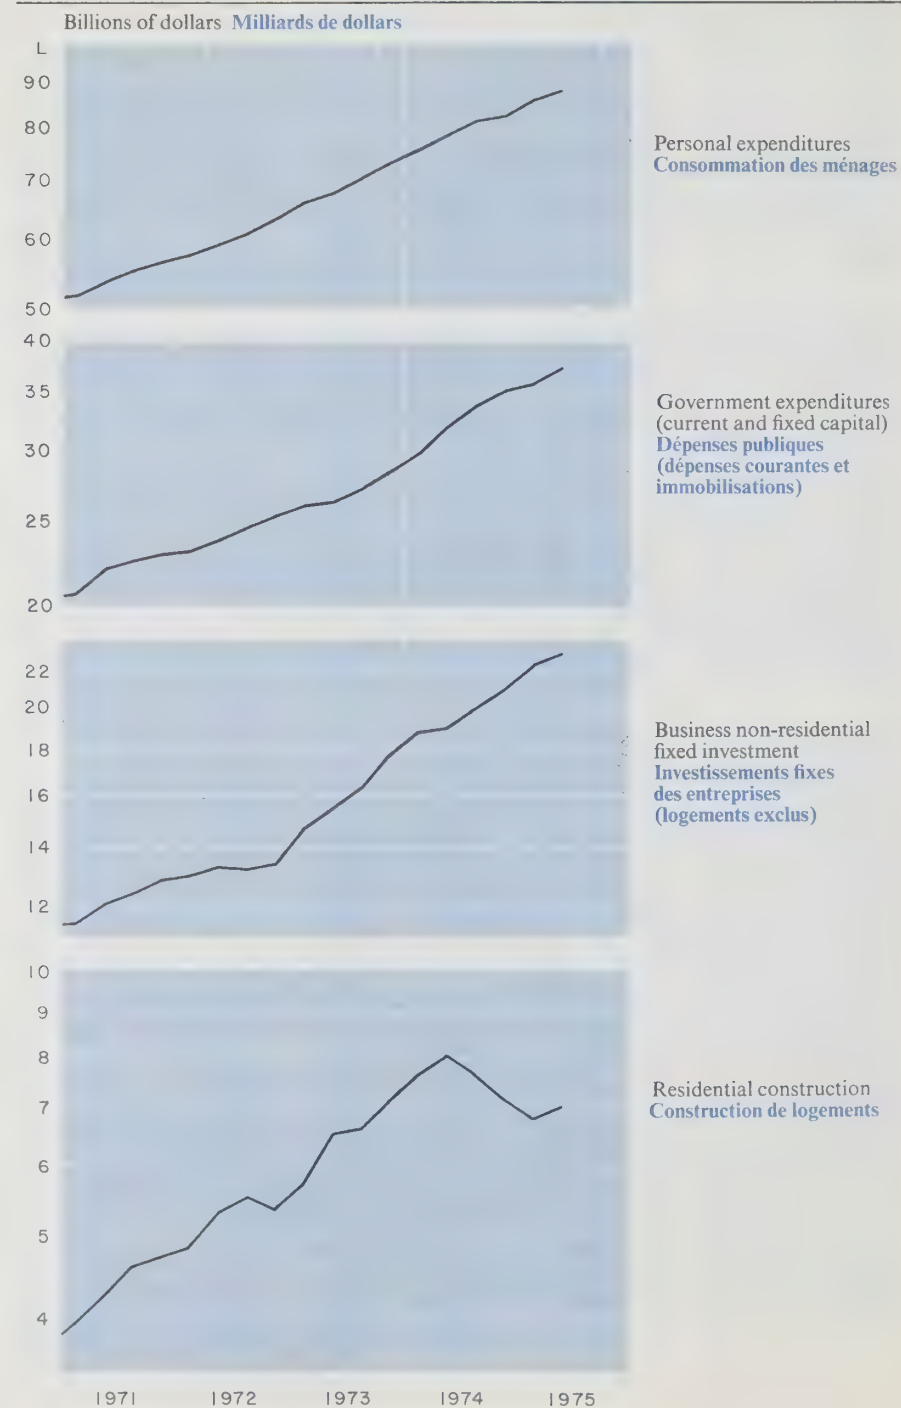 Billions of dollars Milliards de dollars
L
90
80
70
60
50
Personal expenditures
Consommation des ménages
40
35
30
25
20
Government expenditures
(current and fixed capital)
Dépenses publiques
(dépenses courantes et
immobilisations)
22
20
18
16
14
12
Business non-residential
fixed investment
Investissements fixes
des entreprises
(logements exclus)
10
9
8
7
6
5
4
Residential construction
Construction de logements
1971 1972 1973 1974 1975